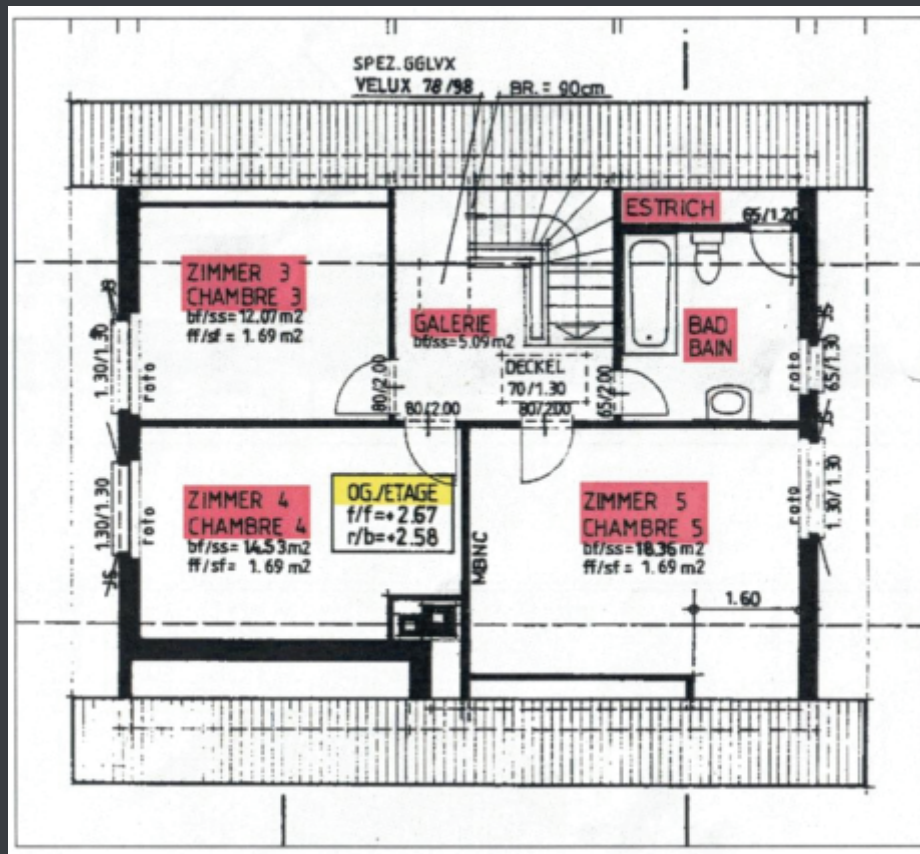 SPEZ. GGLVX
VELUX 78/98
BR. = 90cm
ESTRICH
65/1.20
ZIMMER 3
CHAMBRE 3
bf/ss= 12.07 m2
ff/sf = 1.69 m2
1.30/1.30
roto
GALERIE
bf/ss= 5.09 m2
BAD
BAIN
roto
65/1.30
DECKEL
70/1.30
80/2.00
80/2.00
80/200
65/2.00
ZIMMER 4
CHAMBRE 4
bf/ss= 14.53 m2
ff/sf= 1.69 m2
1.30/1.30
roto
OG./ETAGE
f/f=+2.67
r/b=+2.58
MBNC
ZIMMER 5
CHAMBRE 5
bf/ss= 18.36 m2
ff/sf= 1.69 m2
roto
1.30/1.30
1.60